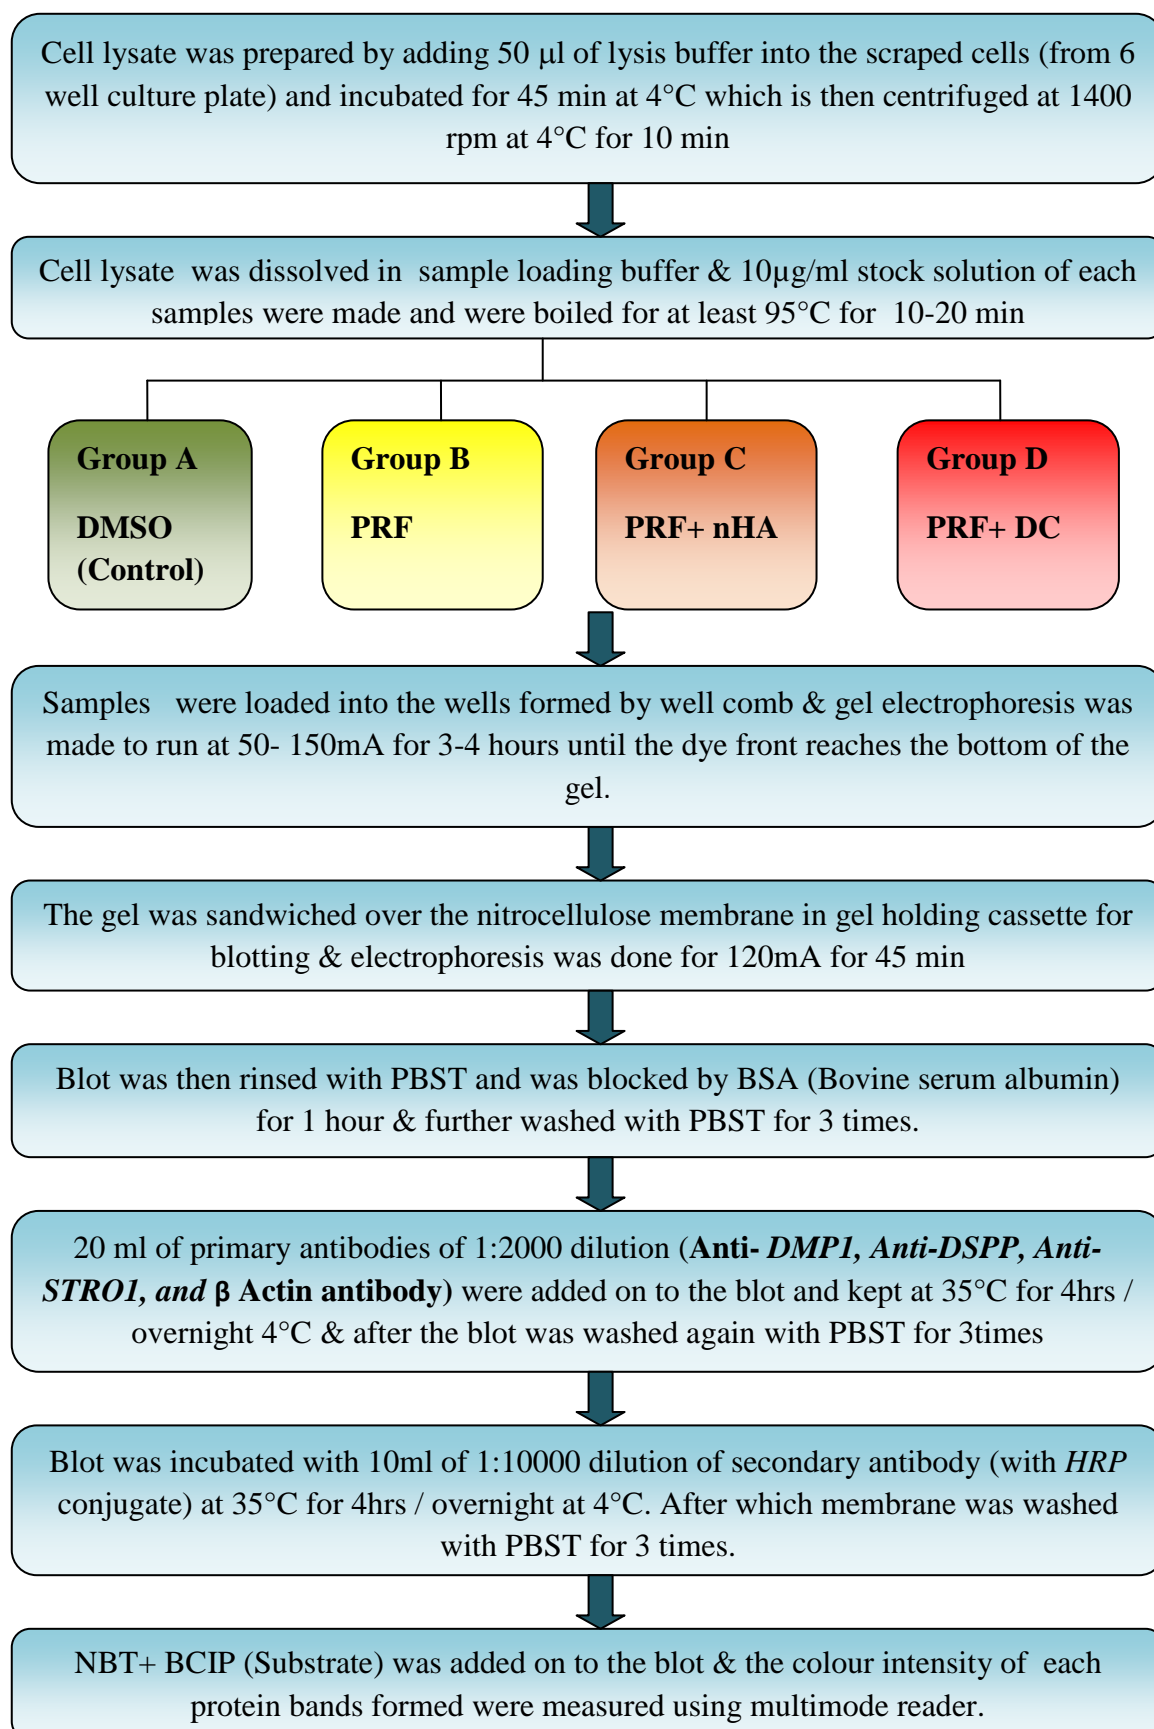 Cell lysate was prepared by adding 50 µl of lysis buffer into the scraped cells (from 6
well culture plate) and incubated for 45 min at 4°C which is then centrifuged at 1400
rpm at 4°C for 10 min
Cell lysate was dissolved in sample loading buffer & 10µg/ml stock solution of each
samples were made and were boiled for at least 95°C for 10-20 min
Group A
DMSO
(Control)
Group B
PRF
Group C
PRF+ nHA
Group D
PRF+ DC
Samples were loaded into the wells formed by well comb & gel electrophoresis was
made to run at 50- 150mA for 3-4 hours until the dye front reaches the bottom of the
gel.
The gel was sandwiched over the nitrocellulose membrane in gel holding cassette for
blotting & electrophoresis was done for 120mA for 45 min
Blot was then rinsed with PBST and was blocked by BSA (Bovine serum albumin)
for 1 hour & further washed with PBST for 3 times.
20 ml of primary antibodies of 1:2000 dilution (Anti- DMP1, Anti-DSPP, Anti-
STRO1, and β Actin antibody) were added on to the blot and kept at 35°C for 4hrs /
overnight 4°C & after the blot was washed again with PBST for 3times
Blot was incubated with 10ml of 1:10000 dilution of secondary antibody (with HRP
conjugate) at 35°C for 4hrs / overnight at 4°C. After which membrane was washed
with PBST for 3 times.
NBT+ BCIP (Substrate) was added on to the blot & the colour intensity of each
protein bands formed were measured using multimode reader.